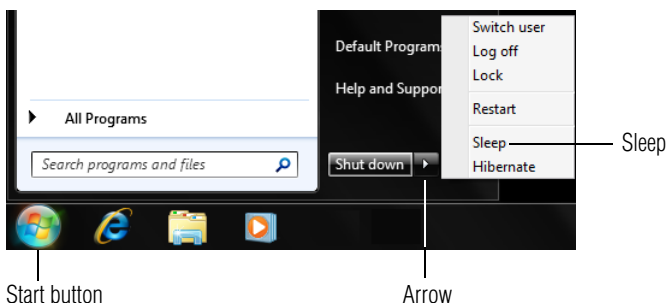 Switch user
Default Program
Log off
Lock
Help and Suppor
Restart
All Programs
Sleep
Sleep
Search programs and files
Shut down
Hibernate
Start button
Arrow